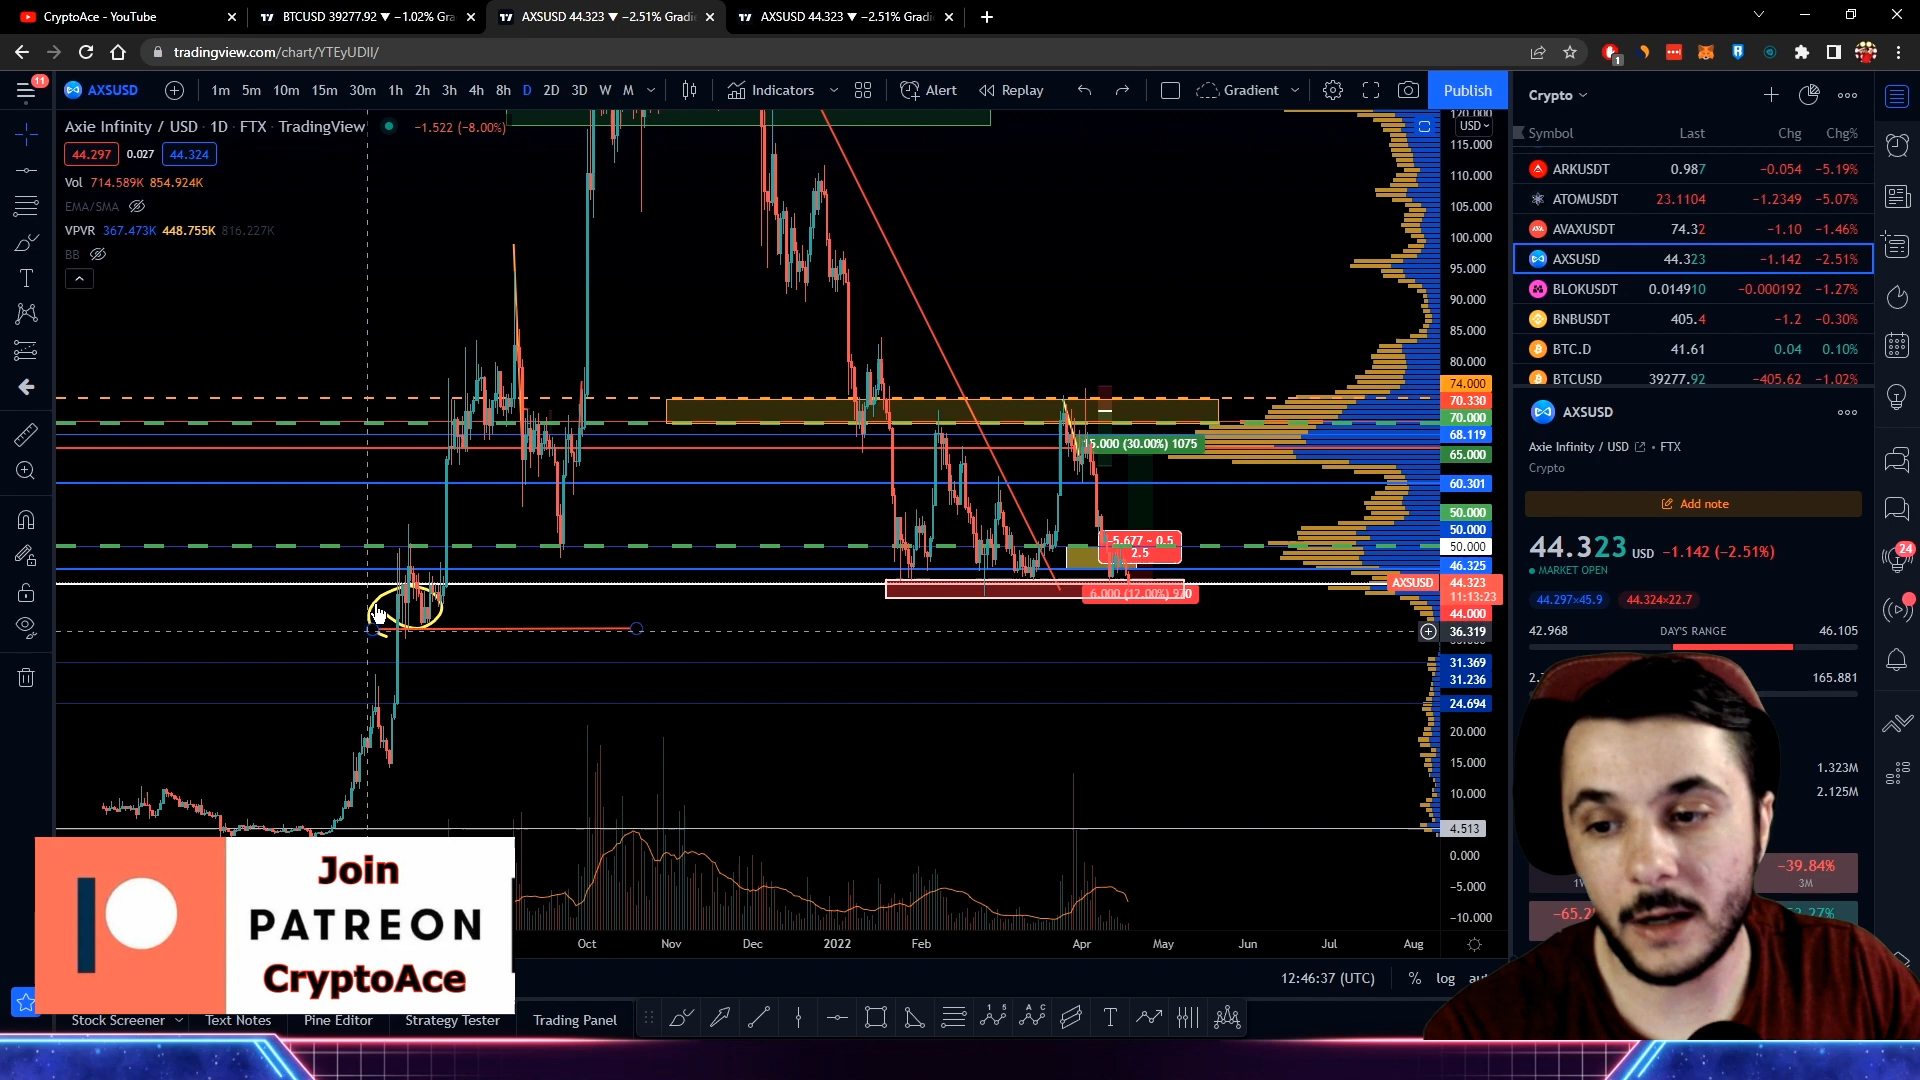 CryptoAce - YouTube
BTCUSD 39277.92 ▼ −1.02% Gra
AXSUSD 44.323 ▼ −2.51% Gradi
AXSUSD 44.323 ▼ −2.51% Gradi
tradingview.com/chart/YTEyUDIl/
1
11
AXSUSD
1m 5m 10m 15m 30m 1h 2h 3h 4h 8h D 2D 3D W M
Indicators
Alert
Replay
Gradient
Publish
Axie Infinity / USD · 1D · FTX · TradingView
−1.522 (−8.00%)
44.297 0.027 44.324
Vol 714.589K 854.924K
EMA/SMA
VPVR 367.473K 448.755K 816.227K
BB
15.000 (30.00%) 1075
−5.677 ~ 0.5
2.5
6.000 (12.00%) 970
120.000
USD
115.000
110.000
105.000
100.000
95.000
90.000
85.000
80.000
74.000
70.330
70.000
68.119
65.000
60.301
50.000
50.000
50.000
46.325
AXSUSD 44.323
11:13:23
44.000
36.319
31.369
31.236
24.694
20.000
15.000
10.000
4.513
0.000
−5.000
−10.000
Oct Nov Dec 2022 Feb Apr May Jun Jul Aug
12:46:37 (UTC) % log
Stock Screener Text Notes Pine Editor Strategy Tester Trading Panel
Join
PATREON
CryptoAce
Crypto
Symbol Last Chg Chg%
ARKUSDT 0.987 −0.054 −5.19%
ATOMUSDT 23.1104 −1.2349 −5.07%
AVAXUSDT 74.32 −1.10 −1.46%
AXSUSD 44.323 −1.142 −2.51%
BLOKUSDT 0.014910 −0.000192 −1.27%
BNBUSDT 405.4 −1.2 −0.30%
BTC.D 41.61 0.04 0.10%
BTCUSD 39277.92 −405.62 −1.02%
AXSUSD
Axie Infinity / USD • FTX
Crypto
Add note
44.323 USD −1.142 (−2.51%)
MARKET OPEN
44.297×45.9 44.324×22.7
42.968 DAY'S RANGE 46.105
165.881
1.323M
2.125M
−39.84%
3M
24